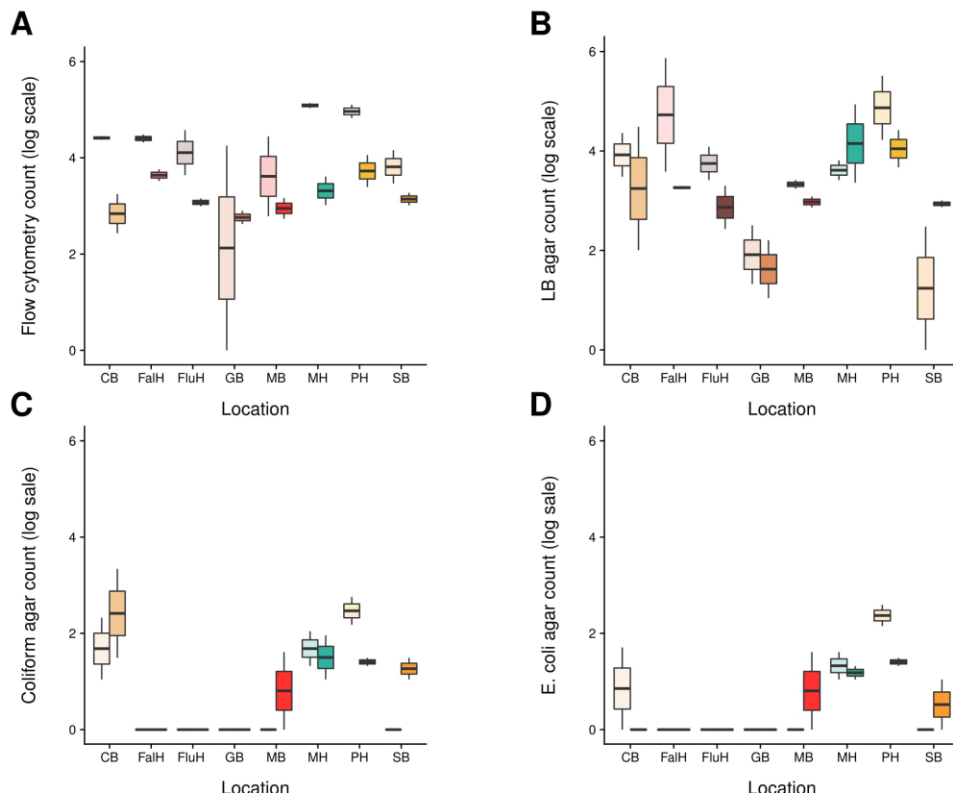 A
B
Flow cytometry count (log scale)
6
4
2
0
CB FalH FluH GB MB MH PH SB
Location
LB agar count (log scale)
6
4
2
0
CB FalH FluH GB MB MH PH SB
Location
C
D
Coliform agar count (log sale)
6
4
2
0
CB FalH FluH GB MB MH PH SB
Location
E. coli agar count (log sale)
6
4
2
0
CB FalH FluH GB MB MH PH SB
Location